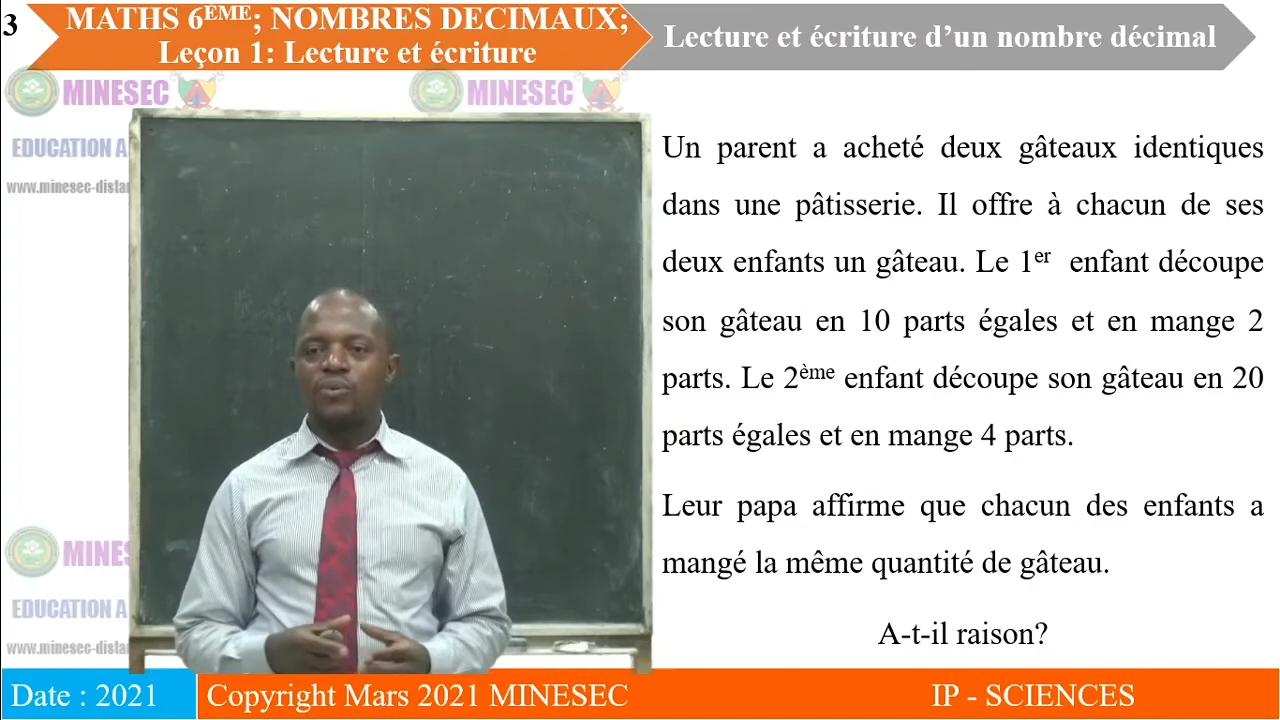 3
MATHS 6EME; NOMBRES DECIMAUX;
Leçon 1: Lecture et écriture
Lecture et écriture d’un nombre décimal
MINESEC
MINESEC
EDUCATION A
www.minesec-distan
Un parent a acheté deux gâteaux identiques
dans une pâtisserie. Il offre à chacun de ses
deux enfants un gâteau. Le 1er enfant découpe
son gâteau en 10 parts égales et en mange 2
parts. Le 2ème enfant découpe son gâteau en 20
parts égales et en mange 4 parts.
Leur papa affirme que chacun des enfants a
mangé la même quantité de gâteau.
A-t-il raison?
MINES
EDUCATION A
www.minesec-distan
Date : 2021
Copyright Mars 2021 MINESEC
IP - SCIENCES